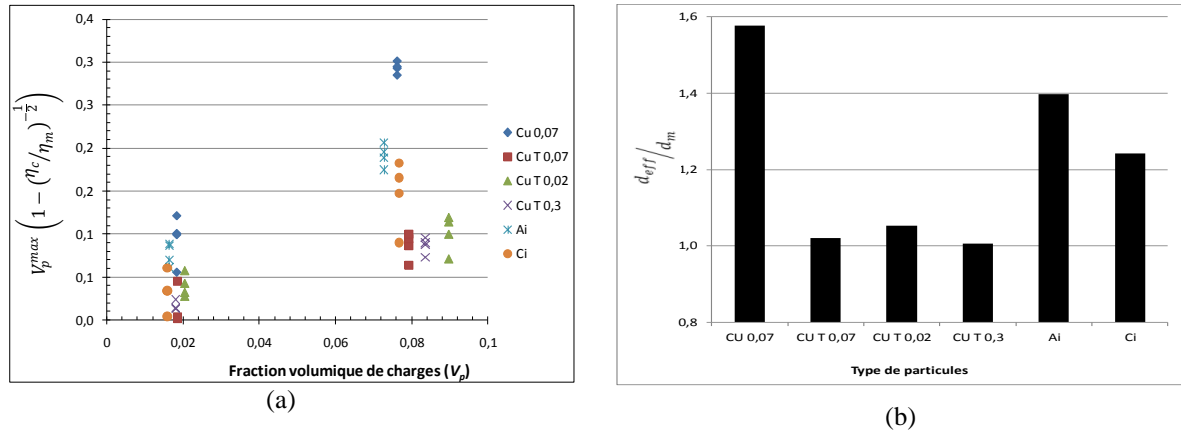 0,4
0,3
0,3
0,2
0,2
0,1
0,1
0,0
V_p^{max} (1 − (η_c/η_m)^{−1/2})
0 0,02 0,04 0,06 0,08 0,1
Fraction volumique de charges (V_p)
Cu 0,07
Cu T 0,07
Cu T 0,02
Cu T 0,3
Ai
Ci
(a)
1,6
1,4
1,2
1,0
0,8
d_{eff}/d_m
CU 0,07 CU T 0,07 CU T 0,02 CU T 0,3 Ai Ci
Type de particules
(b)